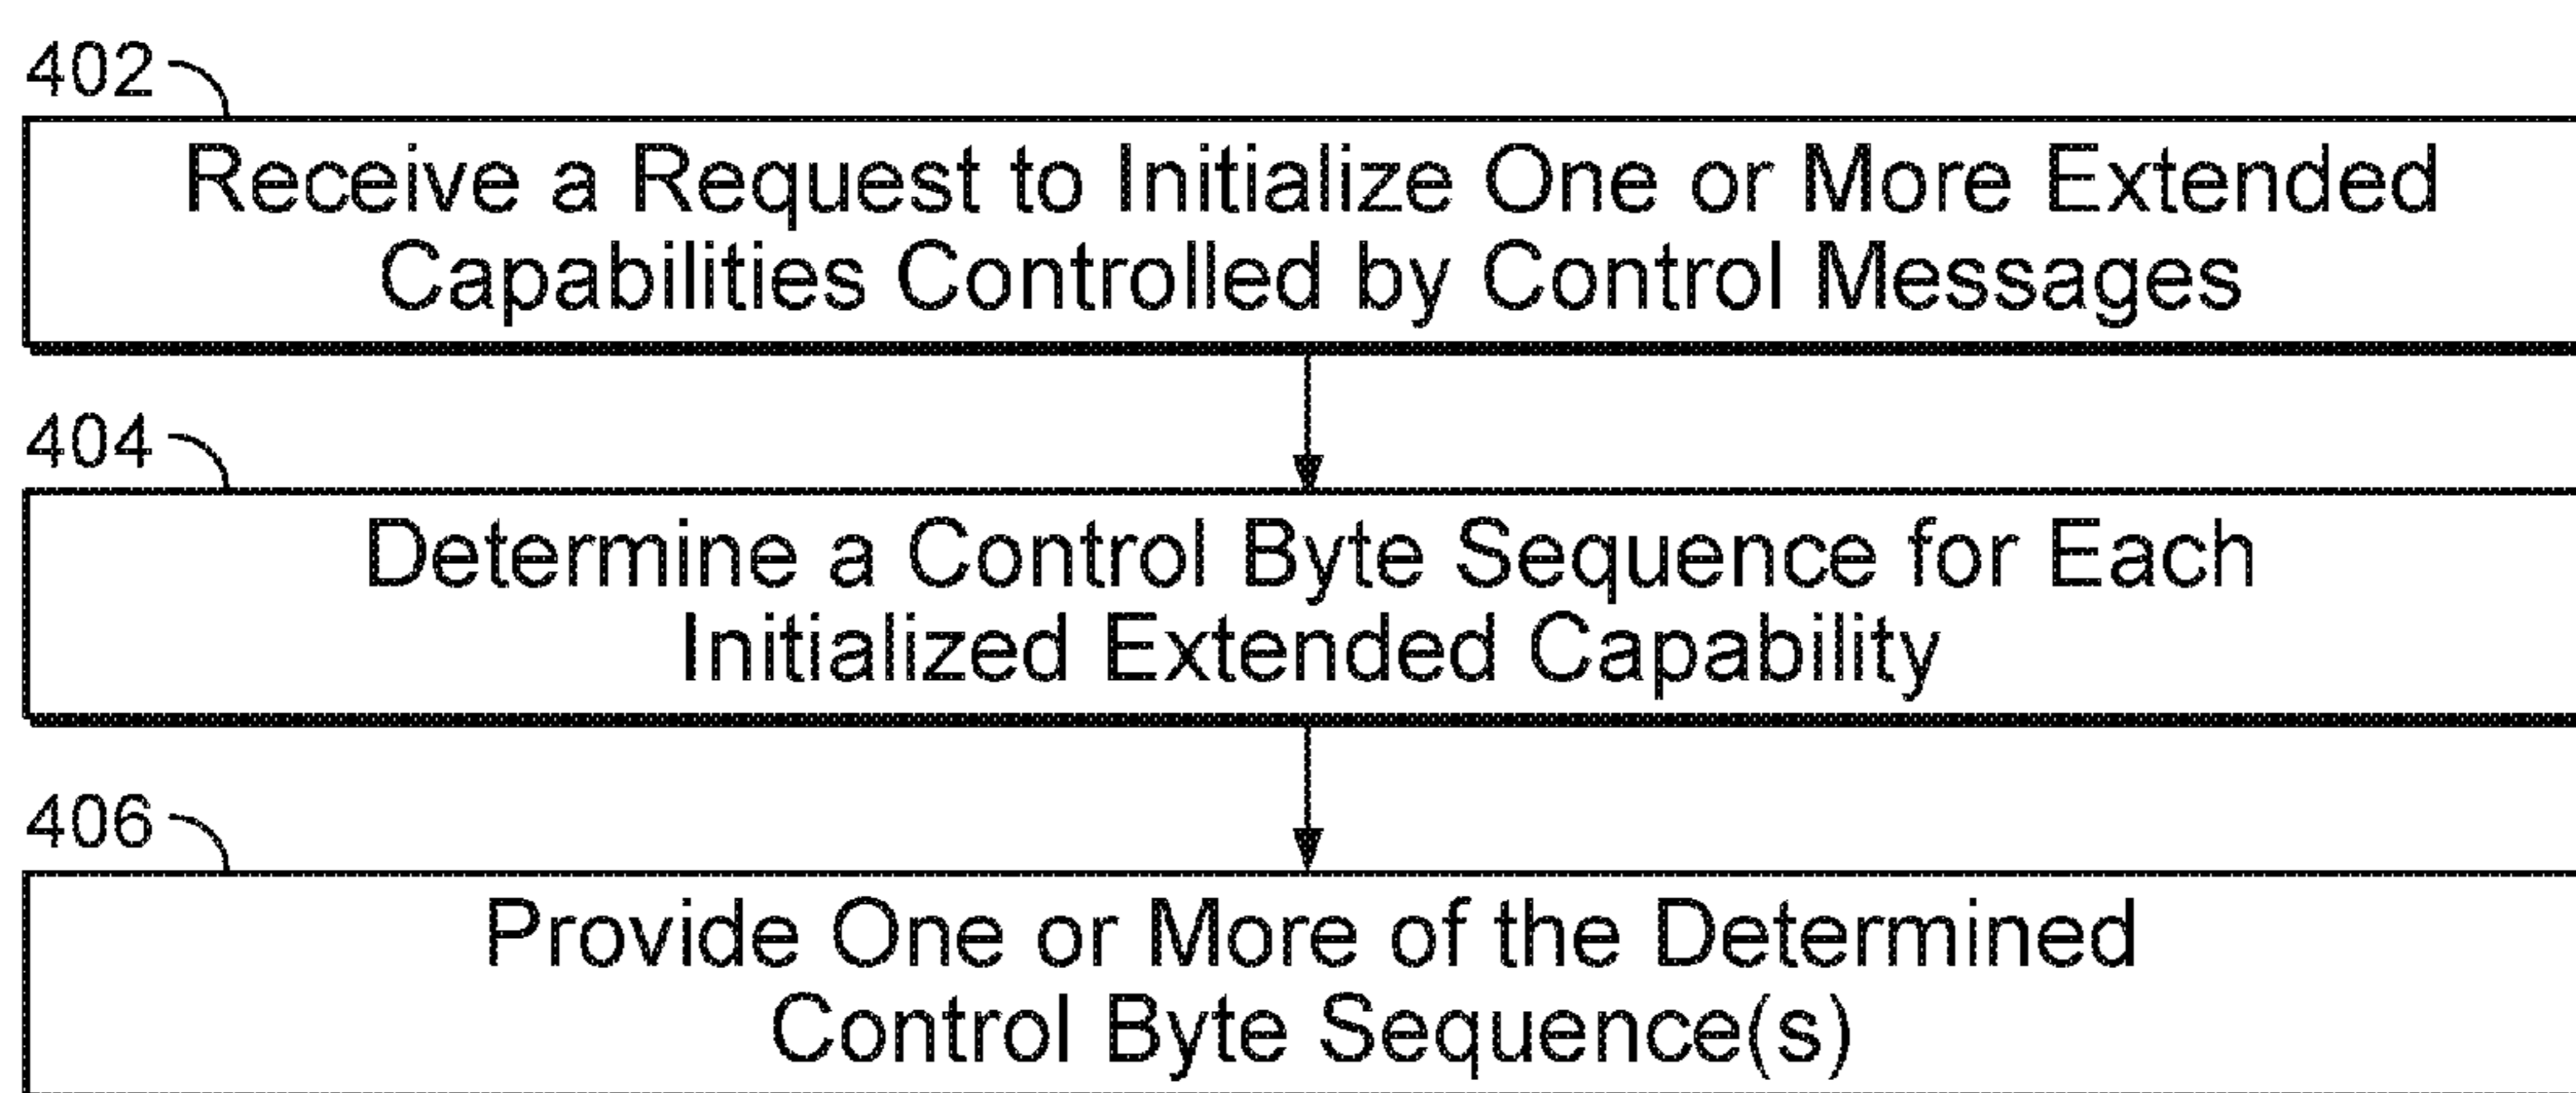 402
Receive a Request to Initialize One or More Extended
Capabilities Controlled by Control Messages
404
Determine a Control Byte Sequence for Each
Initialized Extended Capability
406
Provide One or More of the Determined
Control Byte Sequence(s)